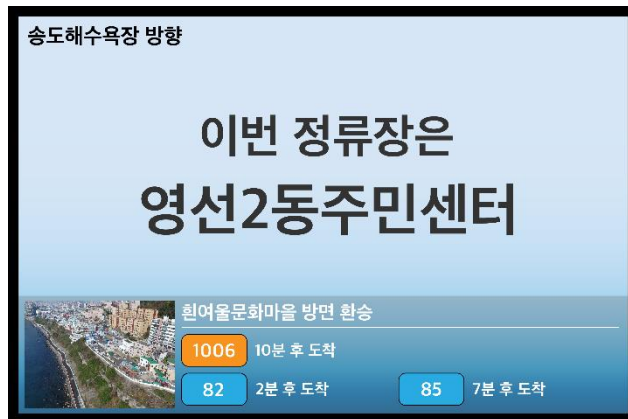 송도해수욕장 방향
이번 정류장은
영선2동주민센터
흰여울문화마을 방면 환승
1006 10분 후 도착
82 2분 후 도착 85 7분 후 도착